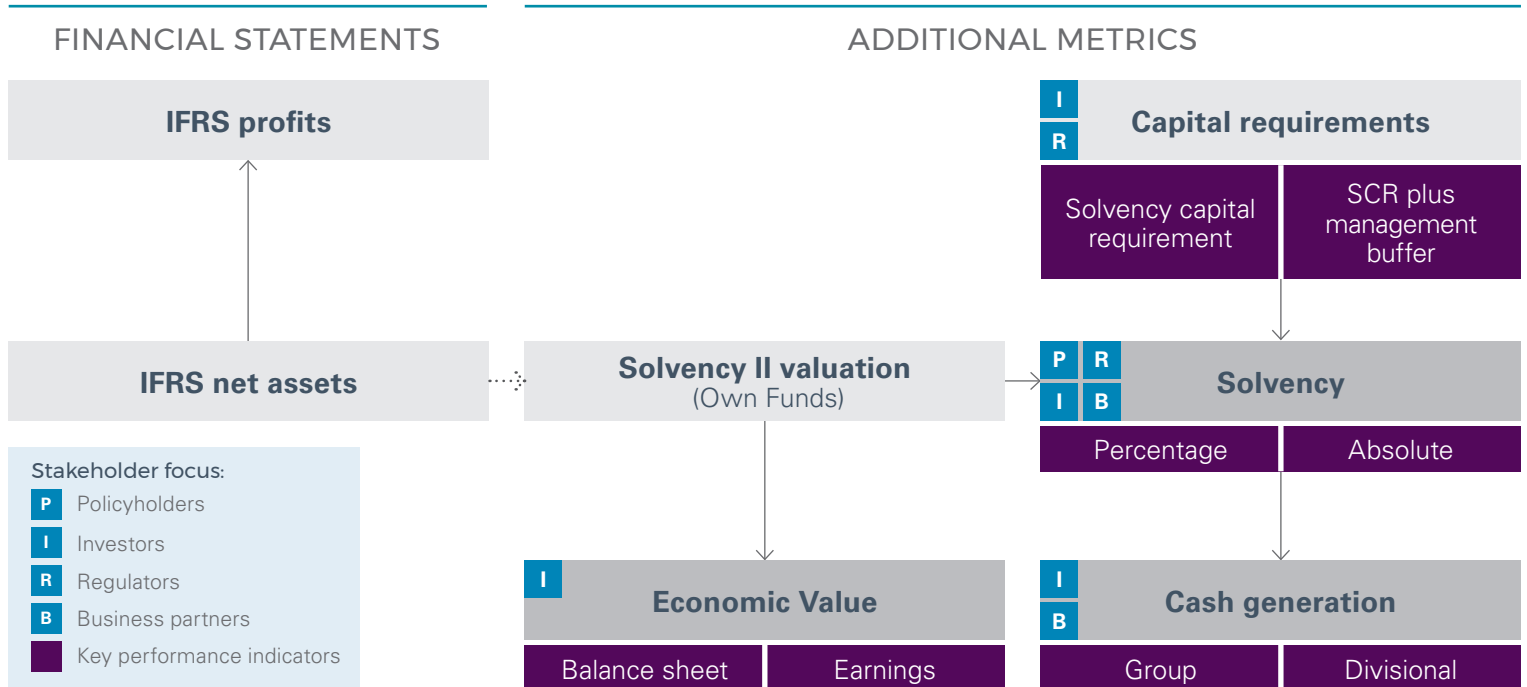 FINANCIAL STATEMENTS
ADDITIONAL METRICS
IFRS profits
I
R
Capital requirements
Solvency capital
requirement
SCR plus
management
buffer
IFRS net assets
Solvency II valuation
(Own Funds)
P
R
I
B
Solvency
Percentage
Absolute
Stakeholder focus:
P Policyholders
I Investors
R Regulators
B Business partners
Key performance indicators
I
Economic Value
Balance sheet
Earnings
I
B
Cash generation
Group
Divisional